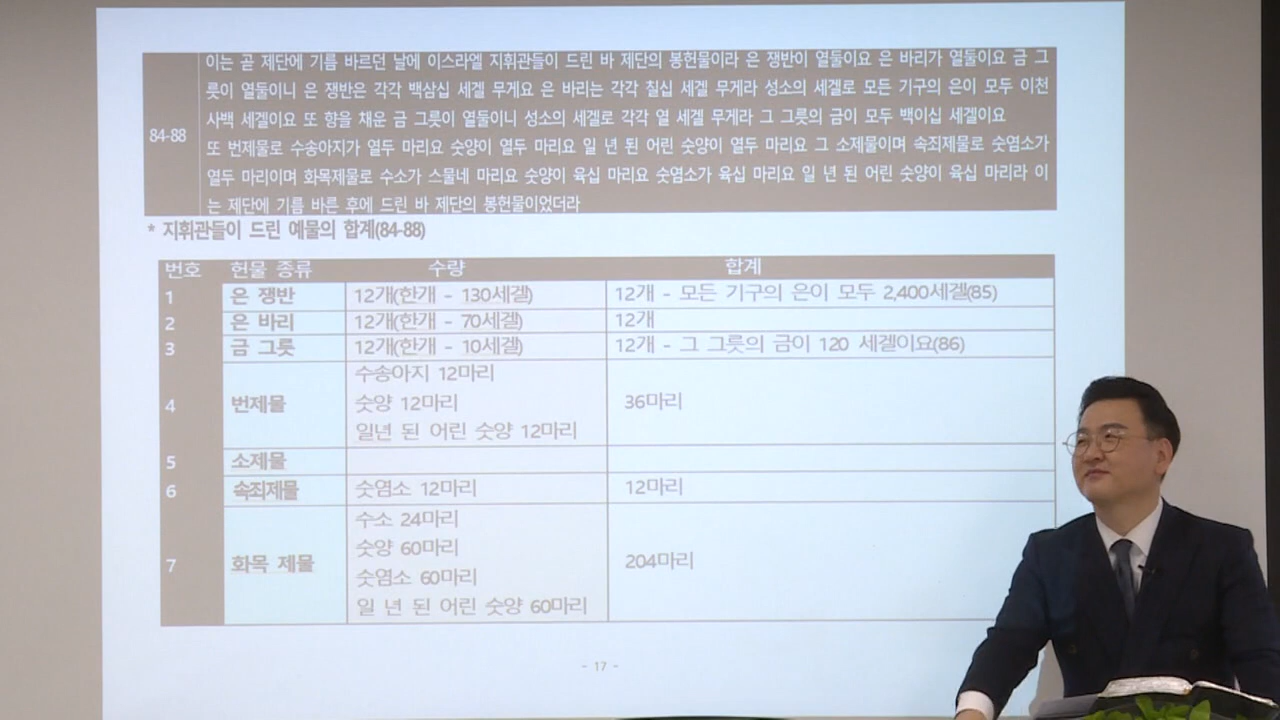 이는 곧 제단에 기름 바르던 날에 이스라엘 지휘관들이 드린 바 제단의 봉헌물이라 은 쟁반이 열둘이요 은 바리가 열둘이요 금 그
릇이 열둘이니 은 쟁반은 각각 백삼십 세겔 무게요 은 바리는 각각 칠십 세겔 무게라 성소의 세겔로 모든 기구의 은이 모두 이천
사백 세겔이요 또 향을 채운 금 그릇이 열둘이니 성소의 세겔로 각각 열 세겔 무게라 그 그릇의 금이 모두 백이십 세겔이요
84-88
또 번제물로 수송아지가 열두 마리요 숫양이 열두 마리요 일 년 된 어린 숫양이 열두 마리요 그 소제물이며 속죄제물로 숫염소가
열두 마리이며 화목제물로 수소가 스물네 마리요 숫양이 육십 마리요 숫염소가 육십 마리요 일 년 된 어린 숫양이 육십 마리라 이
는 제단에 기름 바른 후에 드린 바 제단의 봉헌물이었더라
* 지휘관들이 드린 예물의 합계(84-88)
번호 헌물 종류 수량 합계
1 은 쟁반 12개(한개 - 130세겔) 12개 - 모든 기구의 은이 모두 2,400세겔(85)
2 은 바리 12개(한개 - 70세겔) 12개
3 금 그릇 12개(한개 - 10세겔) 12개 - 그 그릇의 금이 120 세겔이요(86)
수송아지 12마리
4 번제물 숫양 12마리 36마리
일년 된 어린 숫양 12마리
5 소제물
6 속죄제물 숫염소 12마리 12마리
수소 24마리
숫양 60마리
7 화목 제물 204마리
숫염소 60마리
일 년 된 어린 숫양 60마리
- 17 -